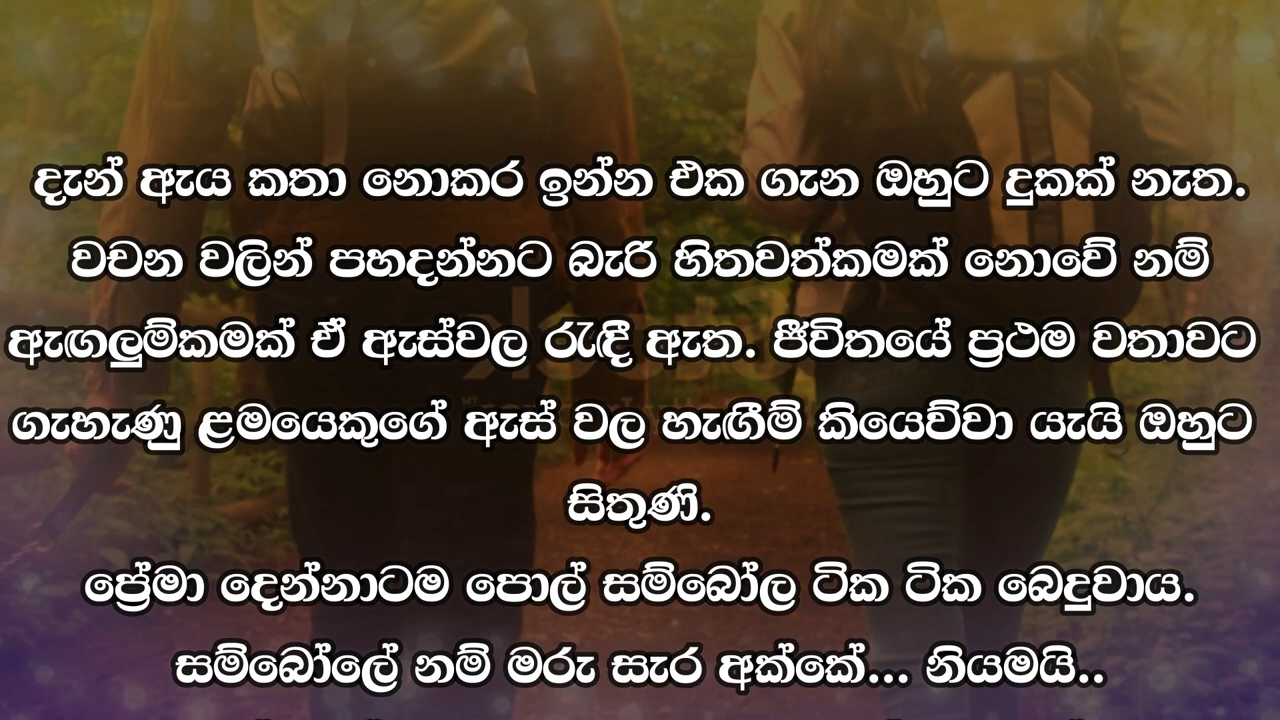 දැන් ඇය කතා නොකර ඉන්න එක ගැන ඔහුට දුකක් නැත.
වචන වලින් පහදන්නට බැරි හිතවත්කමක් නොවේ නම්
ඇඟලුම්කමක් ඒ ඇස්වල රැඳී ඇත. ජීවිතයේ ප්‍රථම වතාවට
ගැහැණු ළමයෙකුගේ ඇස් වල හැඟීම් කියෙව්වා යැයි ඔහුට
සිතුණි.
ප්‍රේමා දෙන්නාටම පොල් සම්බෝල ටික ටික බෙදුවාය.
සම්බෝලේ නම් මරු සැර අක්කේ... නියමයි..